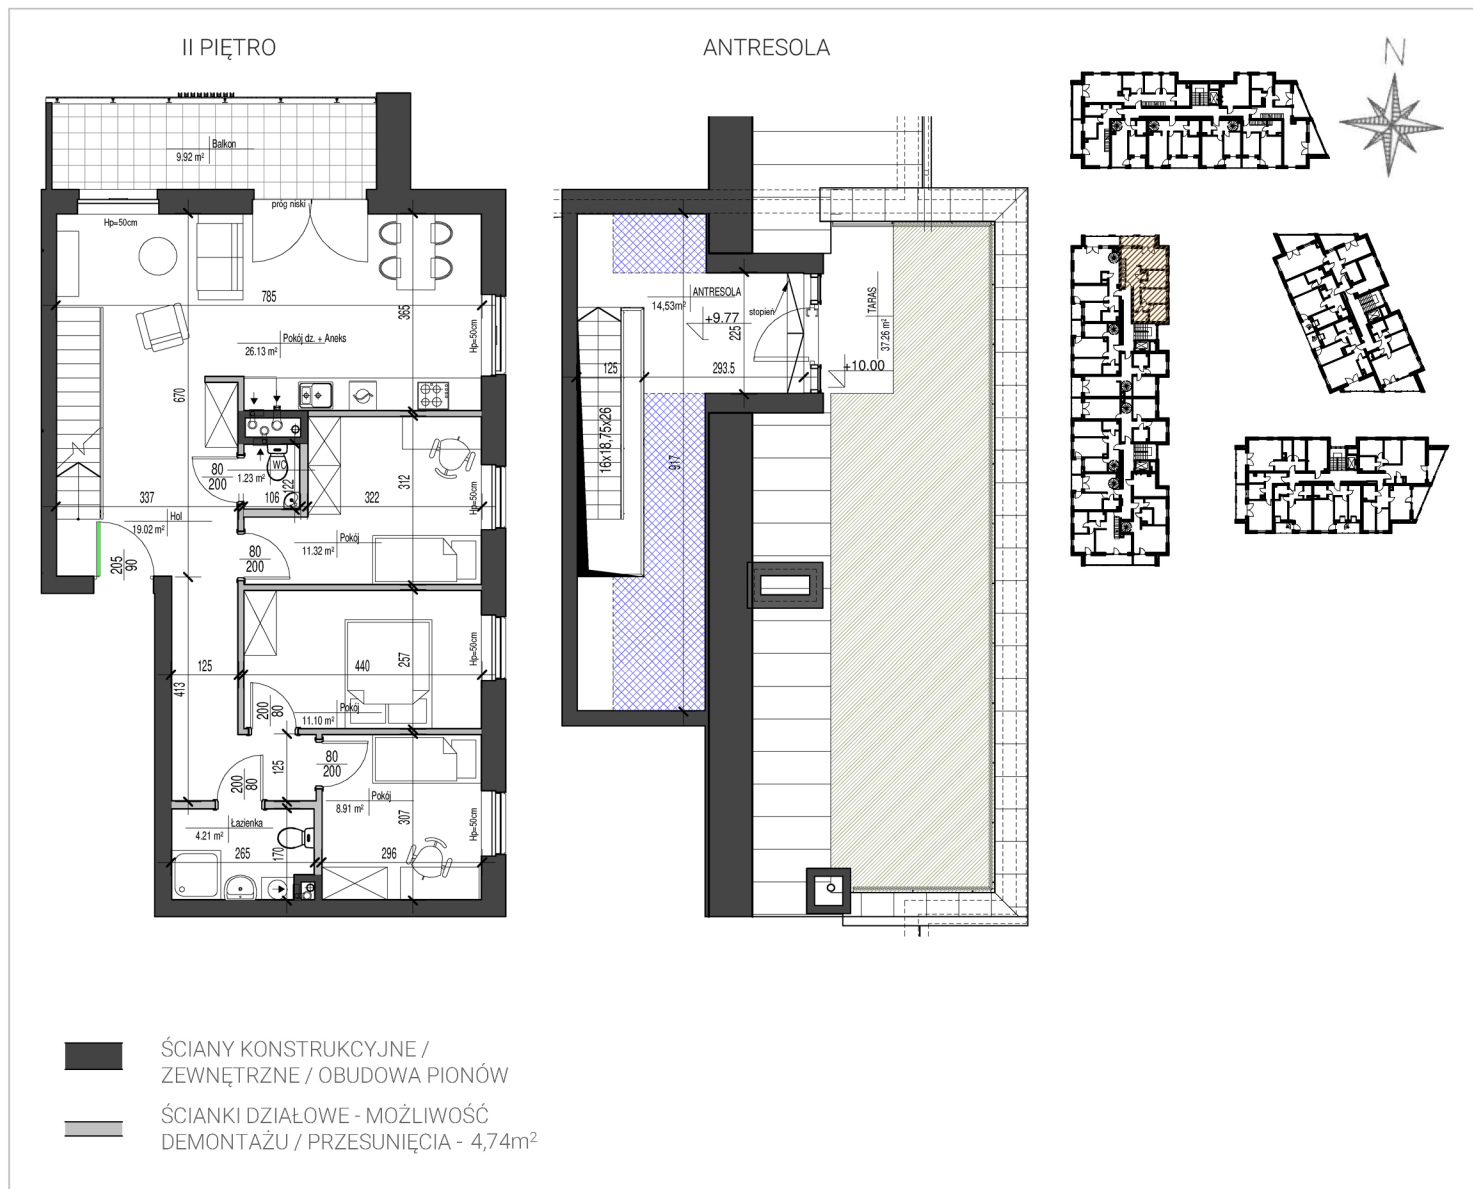 II PIĘTRO
ANTRESOLA
N
Balkon
9.92 m²
Hp=50cm
próg niski
785
365
Pokój dz. + Aneks
26.13 m²
Hp=50cm
670
80
200
WC
1.23 m²
122
106
337
322
312
Hp=50cm
Hol
19.02 m²
205
90
80
200
Pokój
11.32 m²
125
413
440
257
Hp=50cm
Pokój
11.10 m²
200
80
125
80
200
200
80
Pokój
8.91 m²
307
Hp=50cm
Łazienka
4.21 m²
265
170
296
ANTRESOLA
14,53m²
+9.77
225
stopień
TARAS
37.26 m²
+10.00
125
293.5
16x18,75x26
917
ŚCIANY KONSTRUKCYJNE /
ZEWNĘTRZNE / OBUDOWA PIONÓW
ŚCIANKI DZIAŁOWE - MOŻLIWOŚĆ
DEMONTAŻU / PRZESUNIĘCIA - 4,74m²